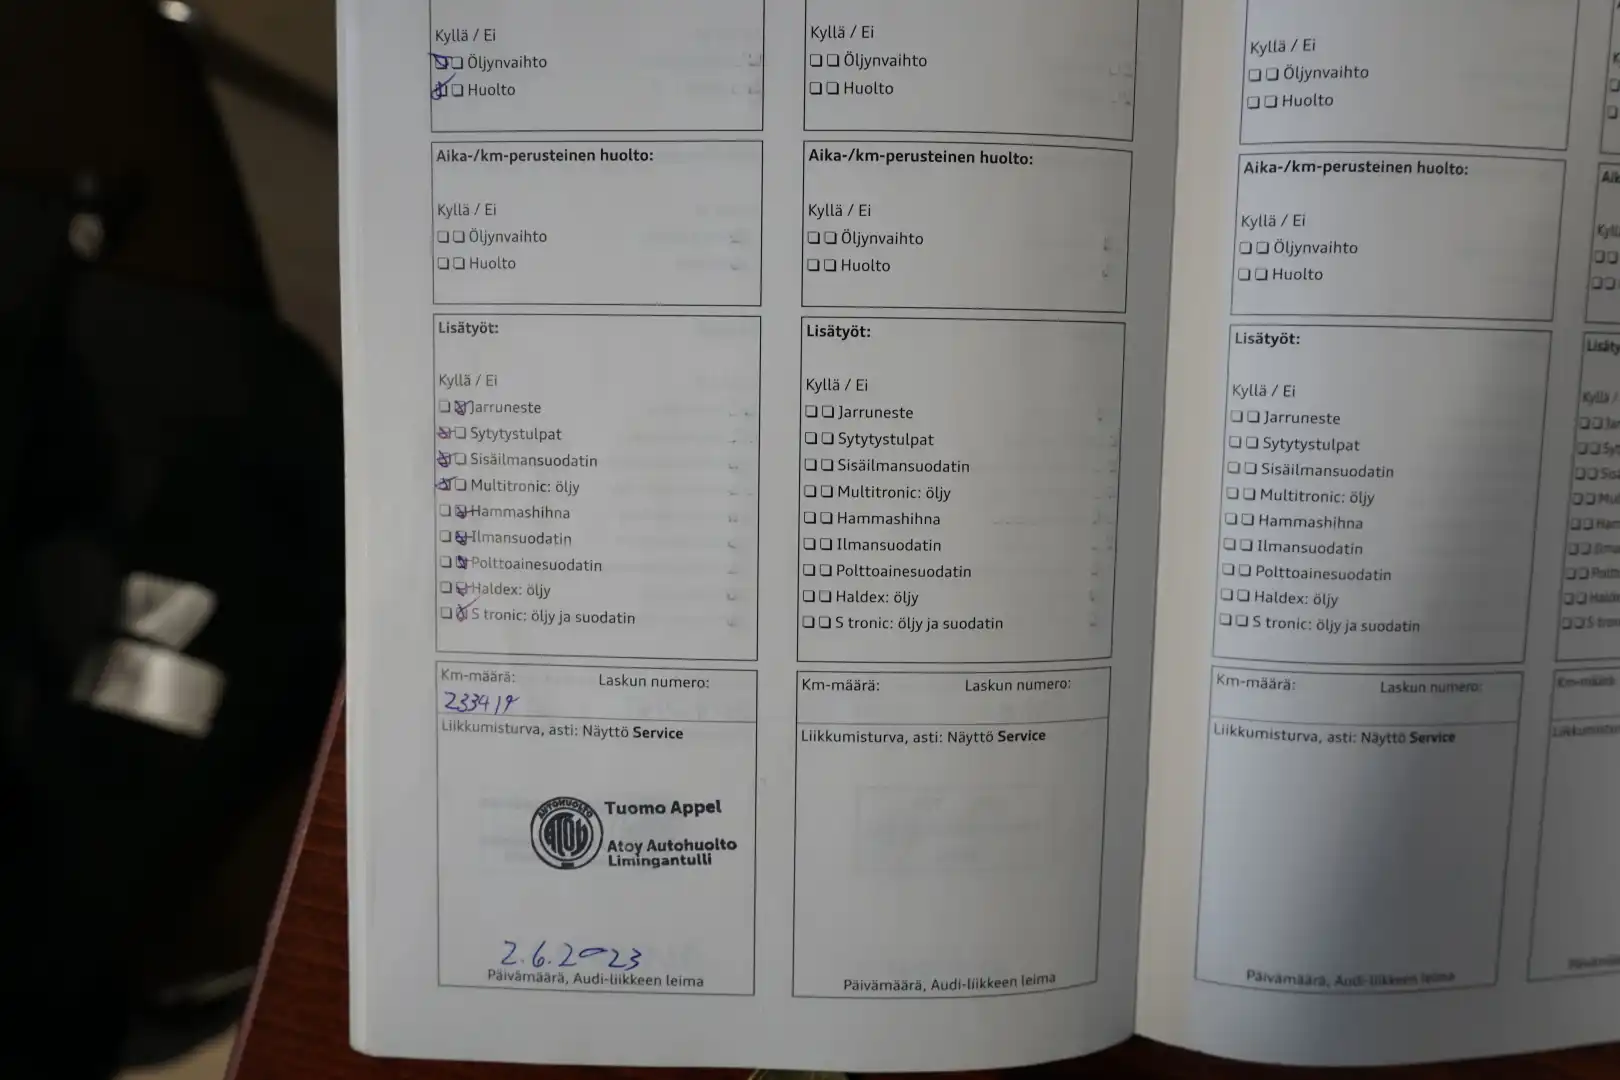 Kyllä / Ei
Öljynvaihto
Huolto
Aika-/km-perusteinen huolto:
Kyllä / Ei
Öljynvaihto
Huolto
Lisätyöt:
Kyllä / Ei
Jarruneste
Sytytystulpat
Sisäilmansuodatin
Multitronic: öljy
Hammashihna
Ilmansuodatin
Polttoainesuodatin
Haldex: öljy
S tronic: öljy ja suodatin
Km-määrä: Laskun numero:
233419
Liikkumisturva, asti: Näyttö Service
AUTOHUOLTO
ATOY
Tuomo Appel
Atoy Autohuolto
Limingantulli
2.6.2023
Päivämäärä, Audi-liikkeen leima
Kyllä / Ei
Öljynvaihto
Huolto
Aika-/km-perusteinen huolto:
Kyllä / Ei
Öljynvaihto
Huolto
Lisätyöt:
Kyllä / Ei
Jarruneste
Sytytystulpat
Sisäilmansuodatin
Multitronic: öljy
Hammashihna
Ilmansuodatin
Polttoainesuodatin
Haldex: öljy
S tronic: öljy ja suodatin
Km-määrä: Laskun numero:
Liikkumisturva, asti: Näyttö Service
Päivämäärä, Audi-liikkeen leima
Kyllä / Ei
Öljynvaihto
Huolto
Aika-/km-perusteinen huolto:
Kyllä / Ei
Öljynvaihto
Huolto
Lisätyöt:
Kyllä / Ei
Jarruneste
Sytytystulpat
Sisäilmansuodatin
Multitronic: öljy
Hammashihna
Ilmansuodatin
Polttoainesuodatin
Haldex: öljy
S tronic: öljy ja suodatin
Km-määrä: Laskun numero:
Liikkumisturva, asti: Näyttö Service
Päivämäärä, Audi-liikkeen leima
Km-määrä